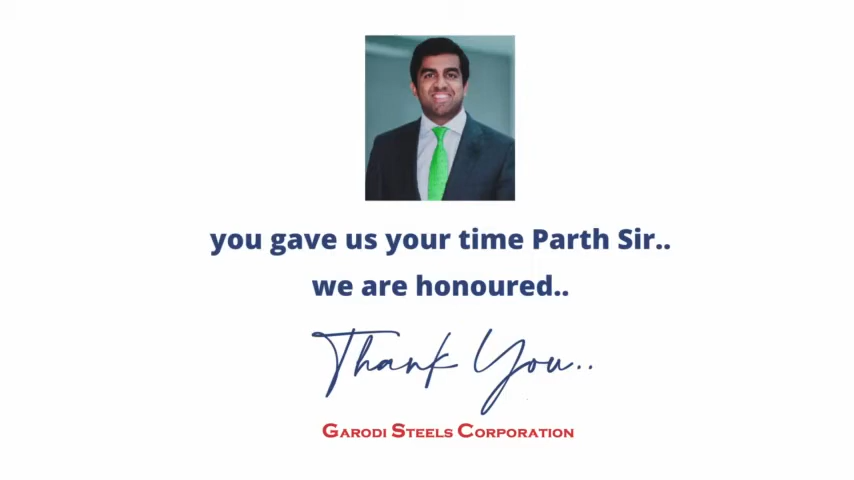 you gave us your time Parth Sir..
we are honoured..
Thank You..
GARODI STEELS CORPORATION